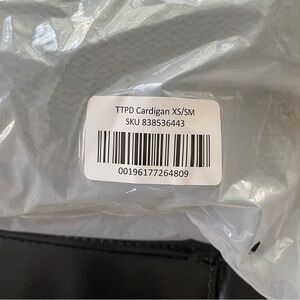 TTPD Cardigan XS/SM
SKU 838536443
00196177264809